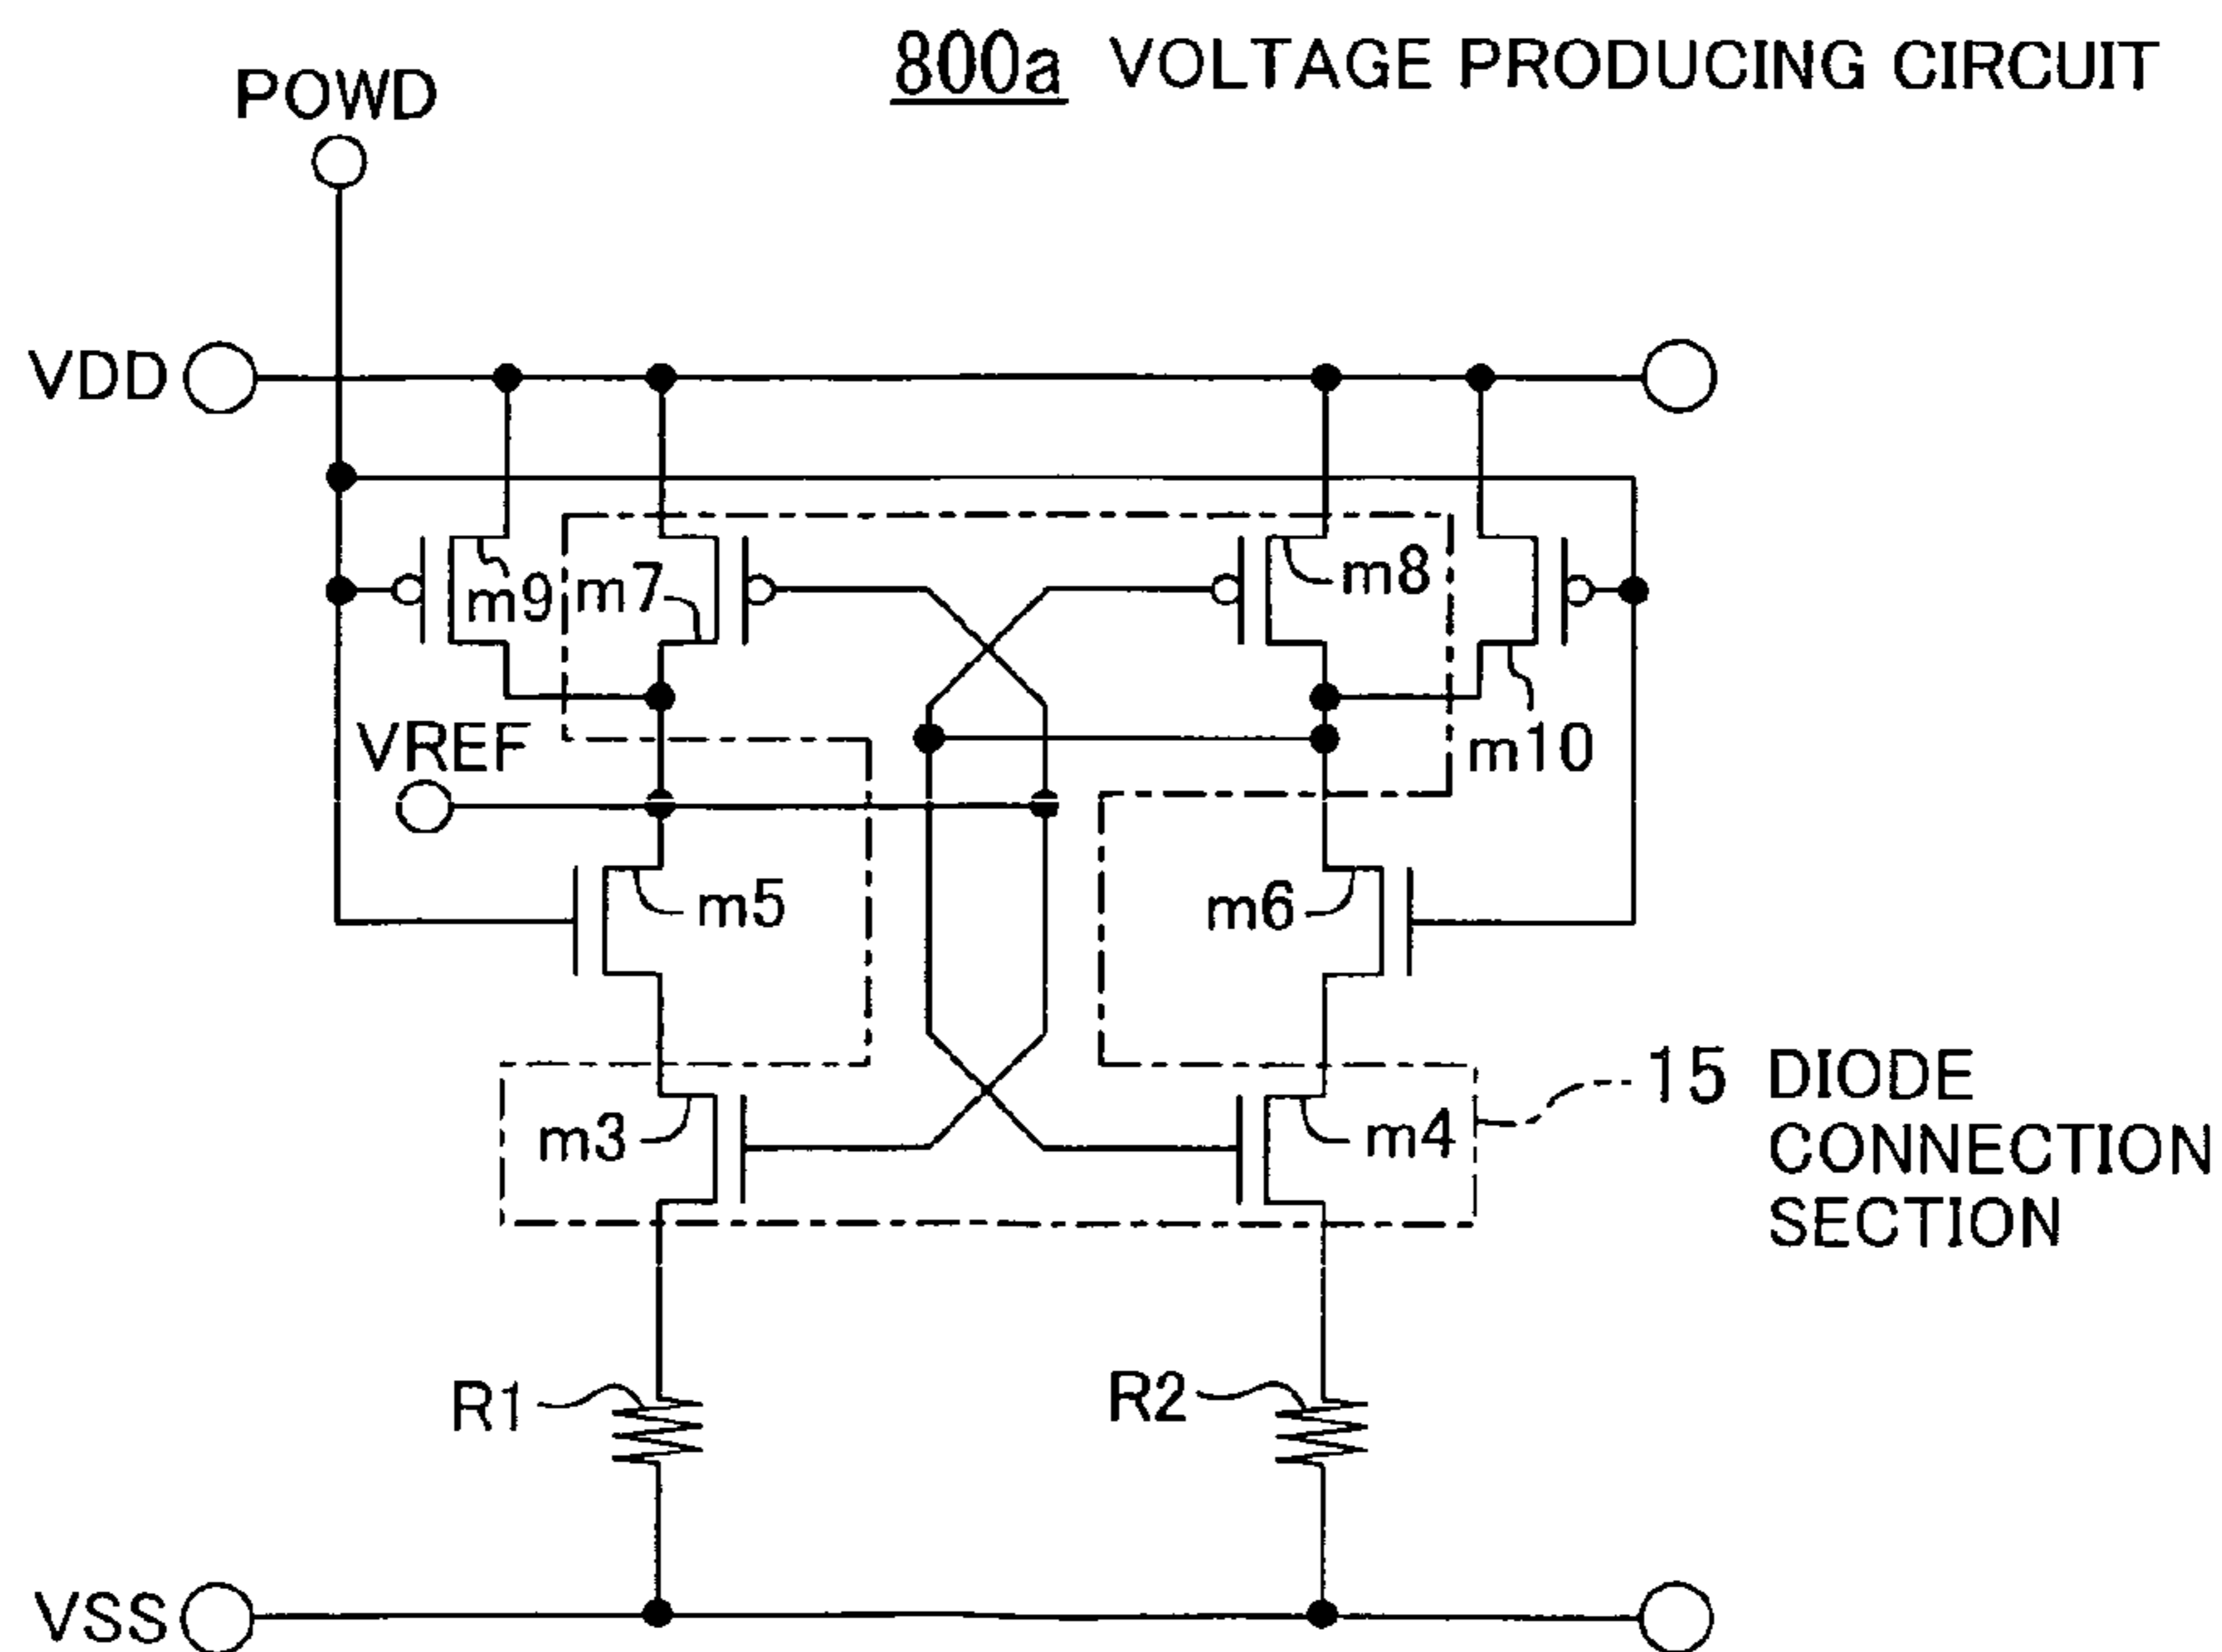 800a VOLTAGE PRODUCING CIRCUIT
POWD
VDD
m9
m7
m8
m10
VREF
m5
m6
m3
m4
15 DIODE
CONNECTION
SECTION
R1
R2
VSS